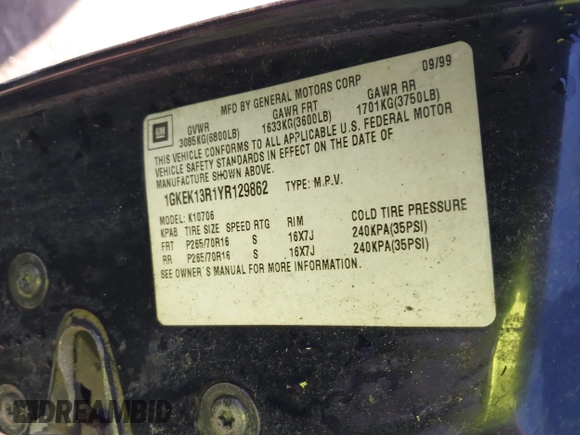 MFD BY GENERAL MOTORS CORP 09/99
GM
GVWR GAWR FRT GAWR RR
3085KG(6800LB) 1633KG(3600LB) 1701KG(3750LB)
THIS VEHICLE CONFORMS TO ALL APPLICABLE U.S. FEDERAL MOTOR
VEHICLE SAFETY STANDARDS IN EFFECT ON THE DATE OF
MANUFACTURE SHOWN ABOVE.
1GKEK13R1YR129862 TYPE: M.P.V.
MODEL: K10706
KPAB TIRE SIZE SPEED RTG RIM COLD TIRE PRESSURE
FRT P265/70R16 S 16X7J 240KPA(35PSI)
RR P265/70R16 S 16X7J 240KPA(35PSI)
SEE OWNER'S MANUAL FOR MORE INFORMATION.
DREAMBID